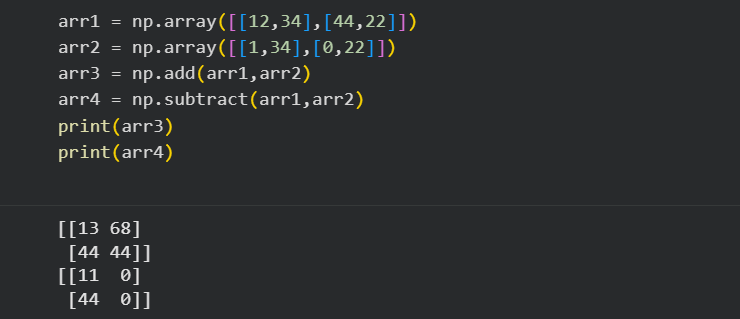 arr1 = np.array([[12,34],[44,22]])
arr2 = np.array([[1,34],[0,22]])
arr3 = np.add(arr1,arr2)
arr4 = np.subtract(arr1,arr2)
print(arr3)
print(arr4)
[[13 68]
 [44 44]]
[[11  0]
 [44  0]]